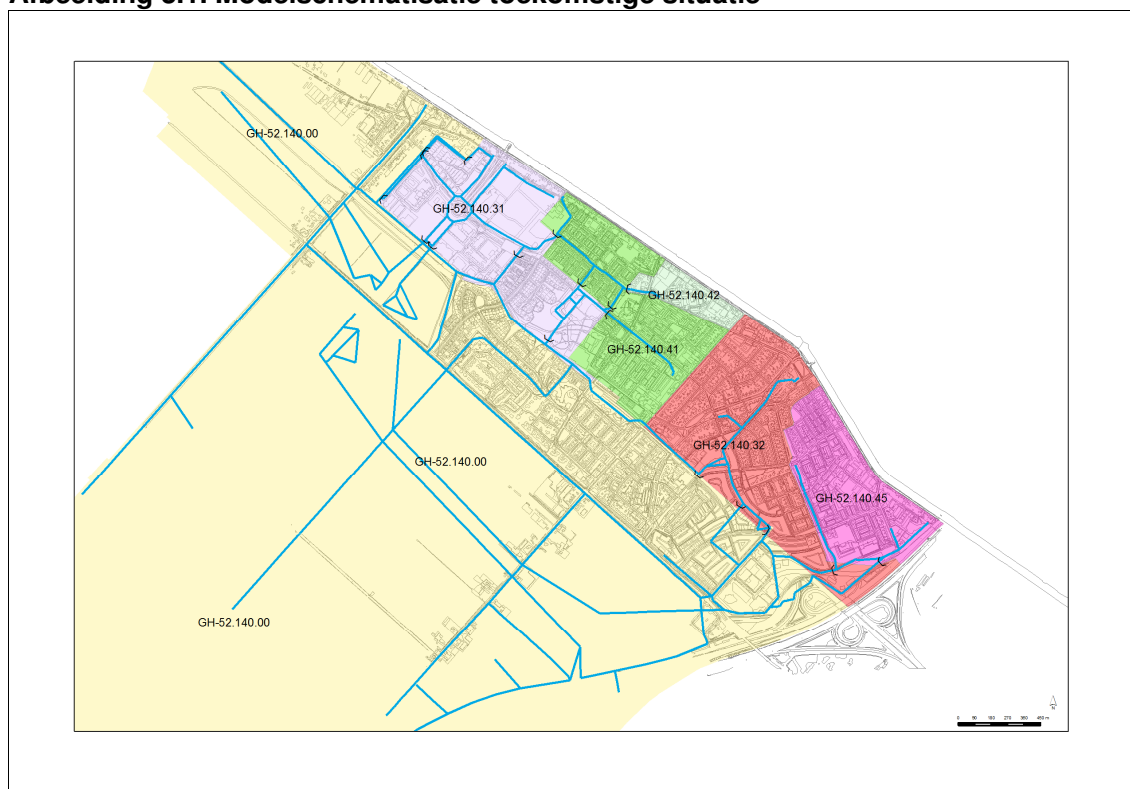 Afbeelding 3.1. Modelschematisatie toekomstige situatie
GH-52.140.00
GH-52.140.31
GH-52.140.42
GH-52.140.41
GH-52.140.32
GH-52.140.00
GH-52.140.45
GH-52.140.00